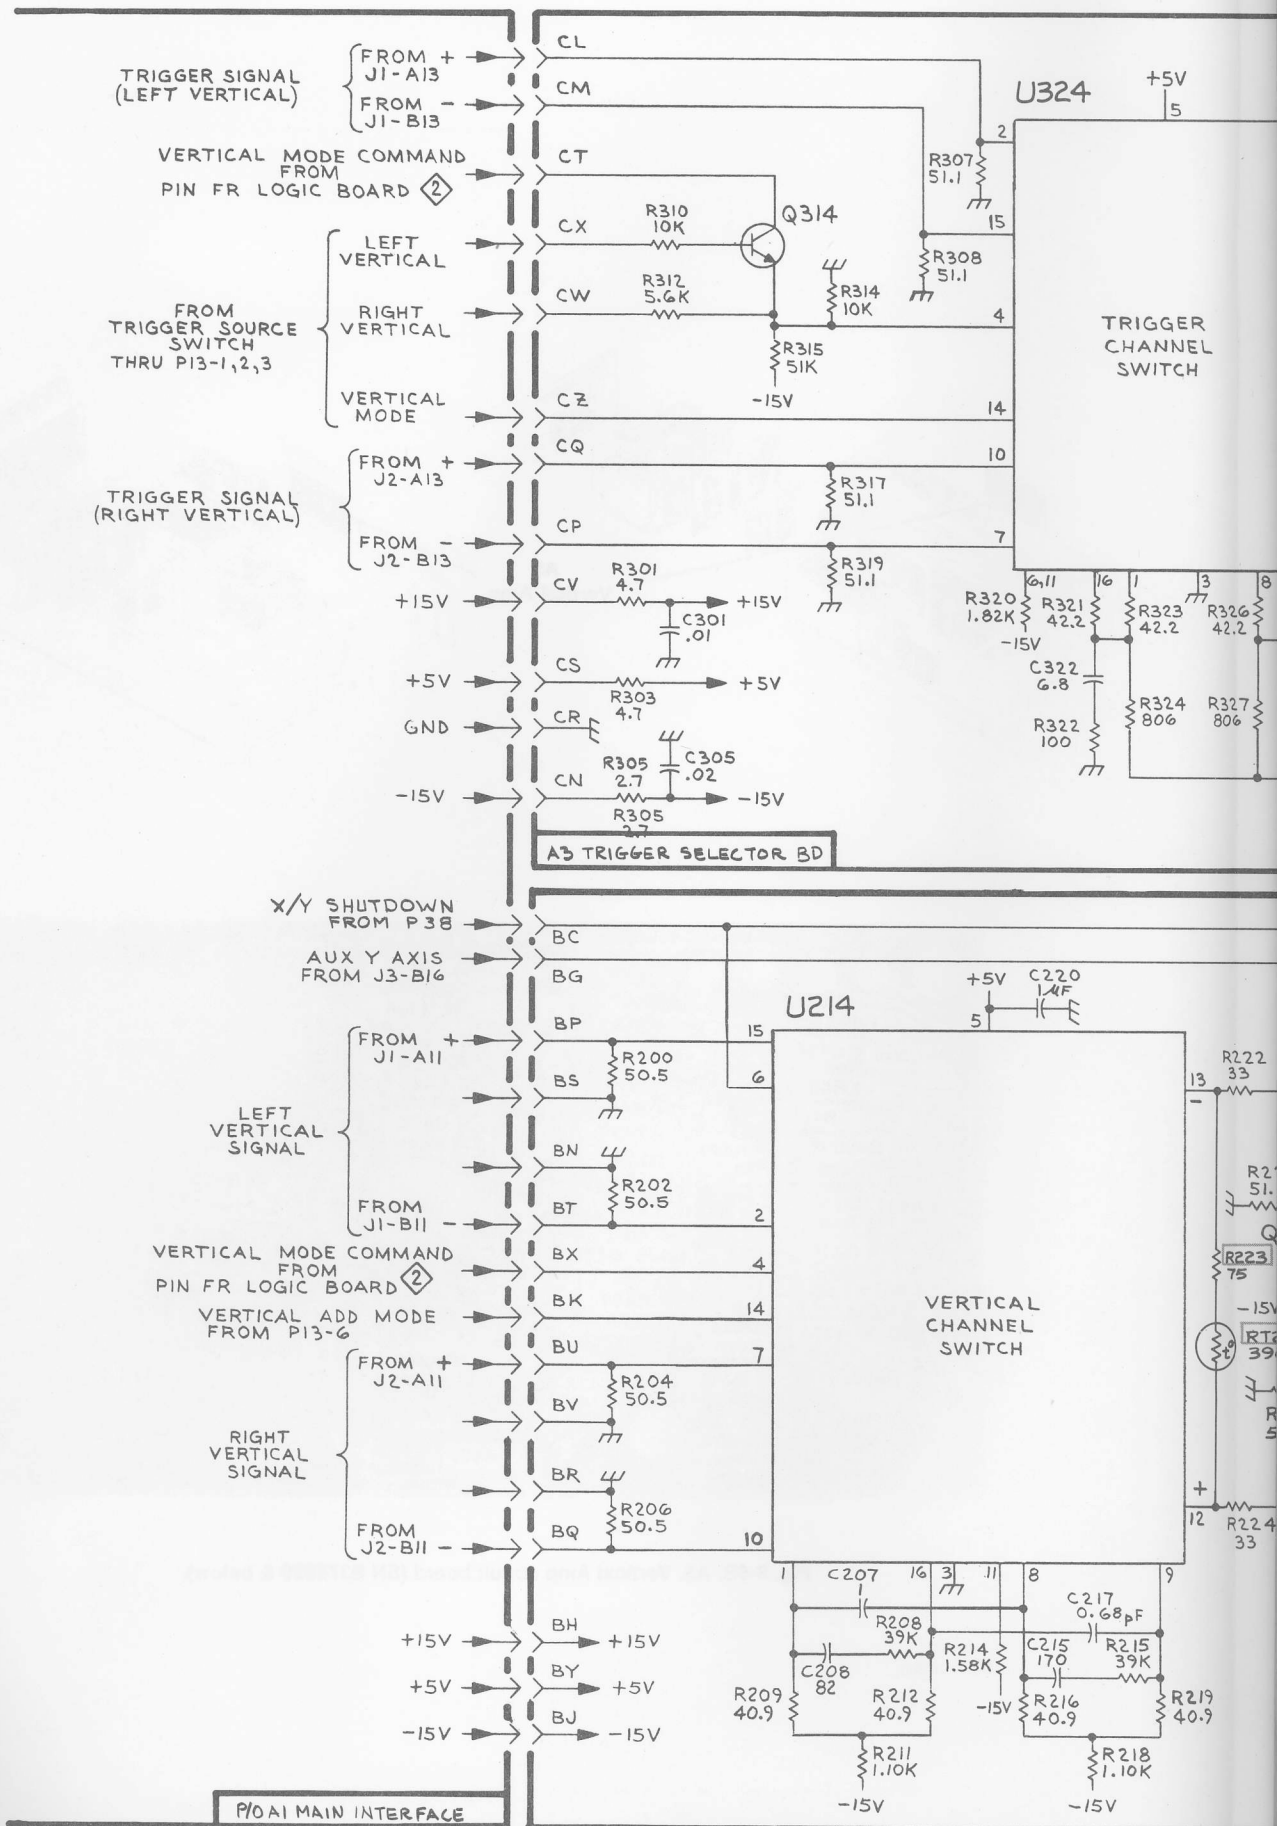 CL
FROM +
J1-A13
TRIGGER SIGNAL
(LEFT VERTICAL)
FROM -
J1-B13
CM
U324
+5V
5
2
VERTICAL MODE COMMAND
FROM
PIN FR LOGIC BOARD 2
CT
R307
51.1
LEFT
VERTICAL
CX
R310
10K
Q314
15
R308
51.1
FROM
TRIGGER SOURCE
SWITCH
THRU P13-1,2,3
RIGHT
VERTICAL
CW
R312
5.6K
R314
10K
4
R315
51K
-15V
TRIGGER
CHANNEL
SWITCH
VERTICAL
MODE
CZ
14
FROM +
J2-A13
CQ
10
R317
51.1
TRIGGER SIGNAL
(RIGHT VERTICAL)
FROM -
J2-B13
CP
7
R319
51.1
+15V
CV
R301
4.7
+15V
C301
.01
6,11
16
1
3
8
R320
1.82K
-15V
R321
42.2
R323
42.2
R326
42.2
+5V
CS
R303
4.7
+5V
C322
6.8
R322
100
R324
806
R327
806
GND
CR
-15V
CN
R305
2.7
C305
.02
-15V
R305
2.7
A3 TRIGGER SELECTOR BD
X/Y SHUTDOWN
FROM P38
BC
AUX Y AXIS
FROM J3-B16
BG
+5V
C220
1µF
U214
5
FROM +
J1-A11
BP
R200
50.5
15
BS
6
13
-
R222
33
LEFT
VERTICAL
SIGNAL
BN
R202
50.5
FROM
J1-B11 -
BT
2
VERTICAL MODE COMMAND
FROM
PIN FR LOGIC BOARD 2
BX
4
R223
75
VERTICAL ADD MODE
FROM P13-6
BK
14
VERTICAL
CHANNEL
SWITCH
-15V
t°
FROM +
J2-A11
BU
7
R204
50.5
BV
RIGHT
VERTICAL
SIGNAL
BR
R206
50.5
FROM
J2-B11 -
BQ
10
+
12
R224
33
1
C207
1
16
3
11
8
9
C217
0.68pF
R208
39K
C208
82
R214
1.58K
-15V
C215
170
R215
39K
+15V
BH
+15V
+5V
BY
+5V
-15V
BJ
-15V
R209
40.9
R212
40.9
R216
40.9
R219
40.9
R211
1.10K
-15V
R218
1.10K
-15V
P/O A1 MAIN INTERFACE